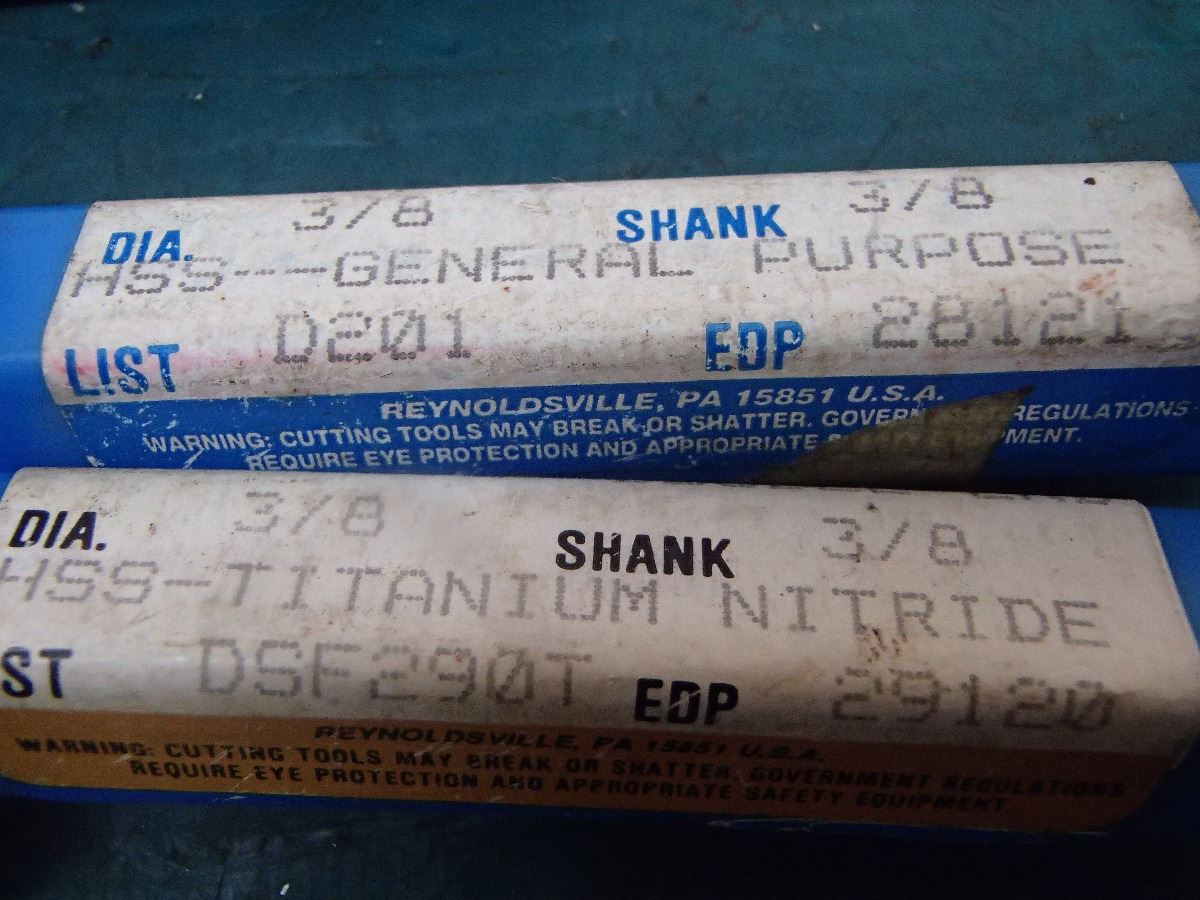 DIA. 3/8 SHANK 3/8
HSS---GENERAL PURPOSE
LIST D201 EDP 28121
REYNOLDSVILLE, PA 15851 U.S.A.
WARNING: CUTTING TOOLS MAY BREAK OR SHATTER. GOVERN REGULATIONS
REQUIRE EYE PROTECTION AND APPROPRIATE PMENT.
DIA. 3/8 SHANK 3/8
HSS-TITANIUM NITRIDE
ST DSF290T EDP 29120
REYNOLDSVILLE, PA 15851 U.S.A.
WARNING: CUTTING TOOLS MAY BREAK OR SHATTER. GOVERNMENT REGULATIONS
REQUIRE EYE PROTECTION AND APPROPRIATE SAFETY EQUIPMENT.